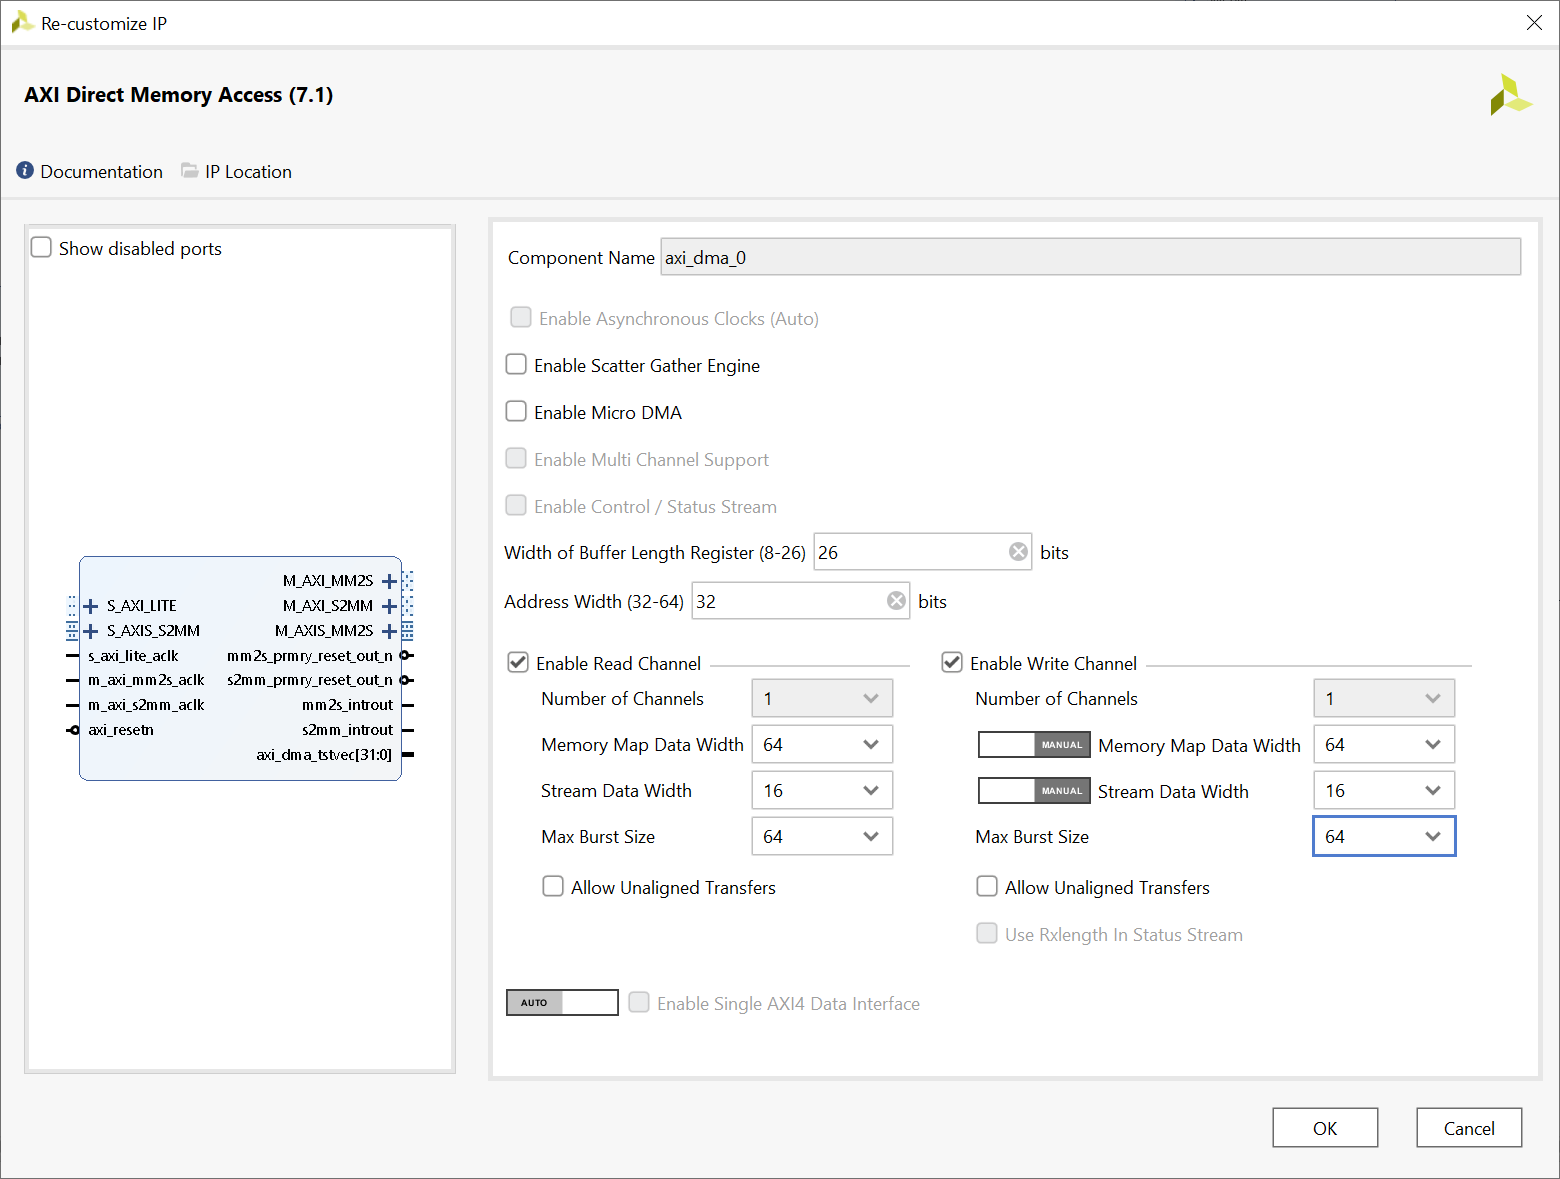 Re-customize IP
AXI Direct Memory Access (7.1)
Documentation IP Location
Show disabled ports
M_AXI_MM2S
S_AXI_LITE M_AXI_S2MM
S_AXIS_S2MM M_AXIS_MM2S
s_axi_lite_aclk mm2s_prmry_reset_out_n
m_axi_mm2s_aclk s2mm_prmry_reset_out_n
m_axi_s2mm_aclk mm2s_introut
axi_resetn s2mm_introut
axi_dma_tstvec[31:0]
Component Name axi_dma_0
Enable Asynchronous Clocks (Auto)
Enable Scatter Gather Engine
Enable Micro DMA
Enable Multi Channel Support
Enable Control / Status Stream
Width of Buffer Length Register (8-26) 26 bits
Address Width (32-64) 32 bits
Enable Read Channel
Number of Channels 1
Memory Map Data Width 64
Stream Data Width 16
Max Burst Size 64
Allow Unaligned Transfers
Enable Write Channel
Number of Channels 1
MANUAL Memory Map Data Width 64
MANUAL Stream Data Width 16
Max Burst Size 64
Allow Unaligned Transfers
Use Rxlength In Status Stream
AUTO Enable Single AXI4 Data Interface
OK Cancel